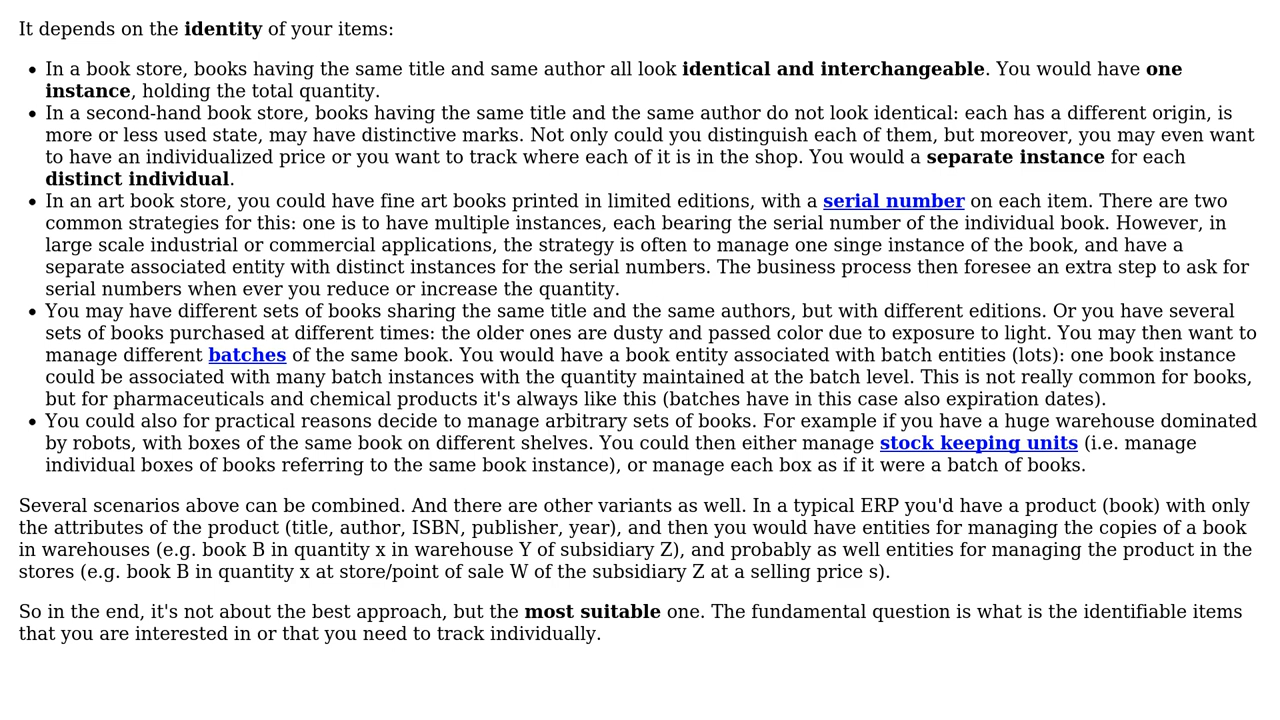 It depends on the identity of your items:
• In a book store, books having the same title and same author all look identical and interchangeable. You would have one
instance, holding the total quantity.
• In a second-hand book store, books having the same title and the same author do not look identical: each has a different origin, is
more or less used state, may have distinctive marks. Not only could you distinguish each of them, but moreover, you may even want
to have an individualized price or you want to track where each of it is in the shop. You would a separate instance for each
distinct individual.
• In an art book store, you could have fine art books printed in limited editions, with a serial number on each item. There are two
common strategies for this: one is to have multiple instances, each bearing the serial number of the individual book. However, in
large scale industrial or commercial applications, the strategy is often to manage one singe instance of the book, and have a
separate associated entity with distinct instances for the serial numbers. The business process then foresee an extra step to ask for
serial numbers when ever you reduce or increase the quantity.
• You may have different sets of books sharing the same title and the same authors, but with different editions. Or you have several
sets of books purchased at different times: the older ones are dusty and passed color due to exposure to light. You may then want to
manage different batches of the same book. You would have a book entity associated with batch entities (lots): one book instance
could be associated with many batch instances with the quantity maintained at the batch level. This is not really common for books,
but for pharmaceuticals and chemical products it's always like this (batches have in this case also expiration dates).
• You could also for practical reasons decide to manage arbitrary sets of books. For example if you have a huge warehouse dominated
by robots, with boxes of the same book on different shelves. You could then either manage stock keeping units (i.e. manage
individual boxes of books referring to the same book instance), or manage each box as if it were a batch of books.
Several scenarios above can be combined. And there are other variants as well. In a typical ERP you'd have a product (book) with only
the attributes of the product (title, author, ISBN, publisher, year), and then you would have entities for managing the copies of a book
in warehouses (e.g. book B in quantity x in warehouse Y of subsidiary Z), and probably as well entities for managing the product in the
stores (e.g. book B in quantity x at store/point of sale W of the subsidiary Z at a selling price s).
So in the end, it's not about the best approach, but the most suitable one. The fundamental question is what is the identifiable items
that you are interested in or that you need to track individually.